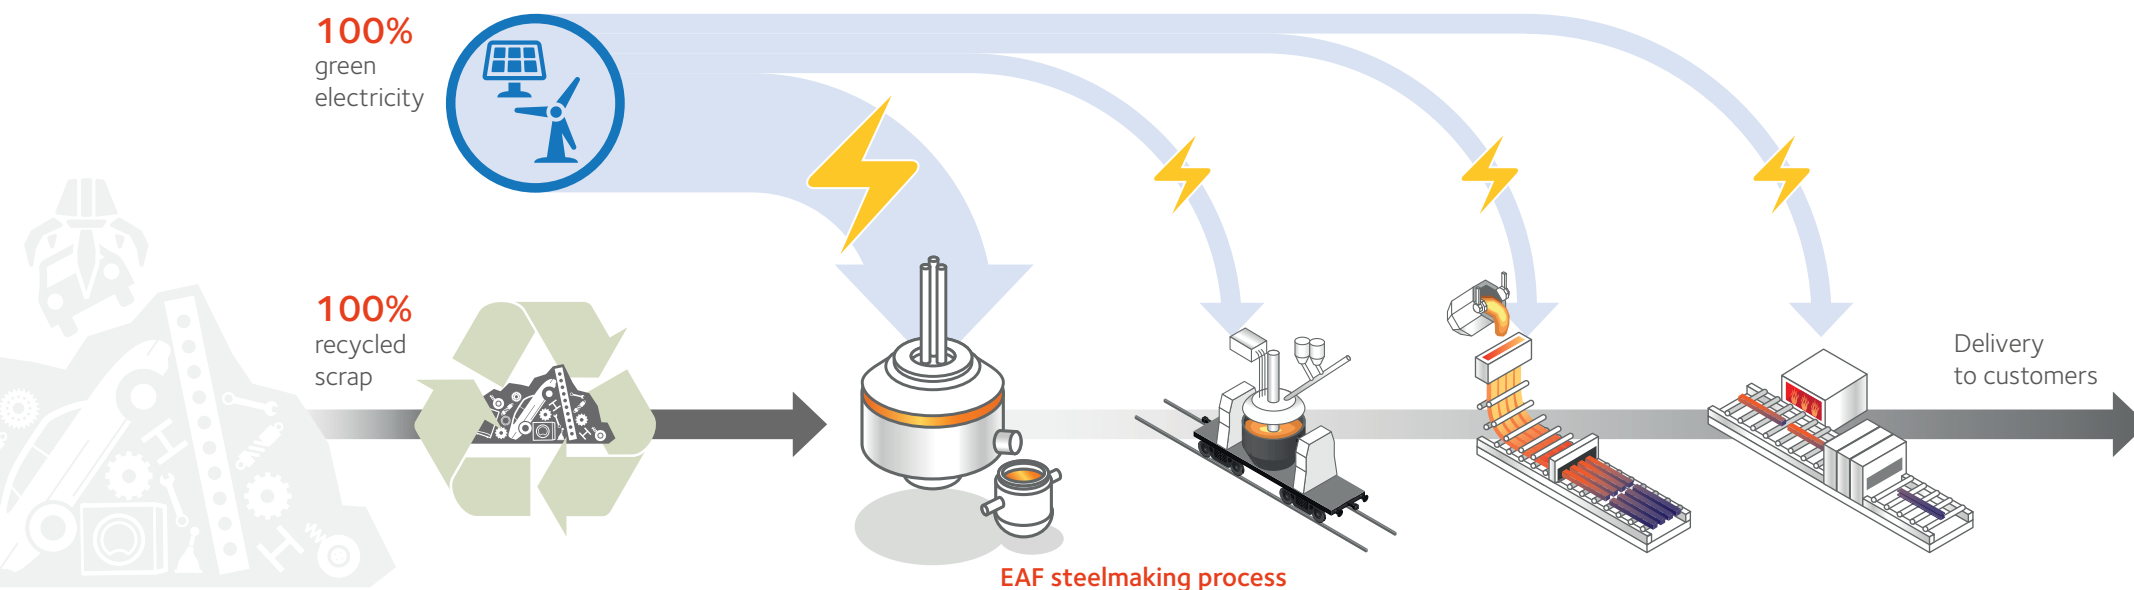 100%
green
electricity
100%
recycled
scrap
Delivery
to customers
EAF steelmaking process